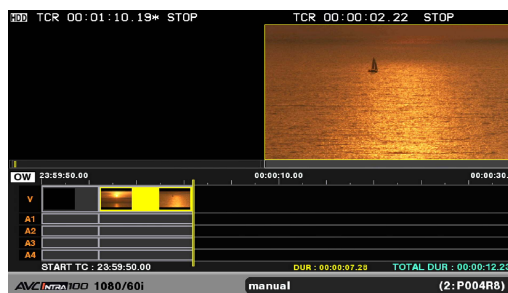 HDD TCR 00:01:10.19* STOP TCR 00:00:02.22 STOP
OW 23:59:50.00 00:00:10.00 00:00:30.
V
A1
A2
A3
A4
START TC : 23:59:50.00 DUR : 00:00:07.28 TOTAL DUR : 00:00:12.23
AVC INTRA 100 1080/60i manual (2:P004R8)